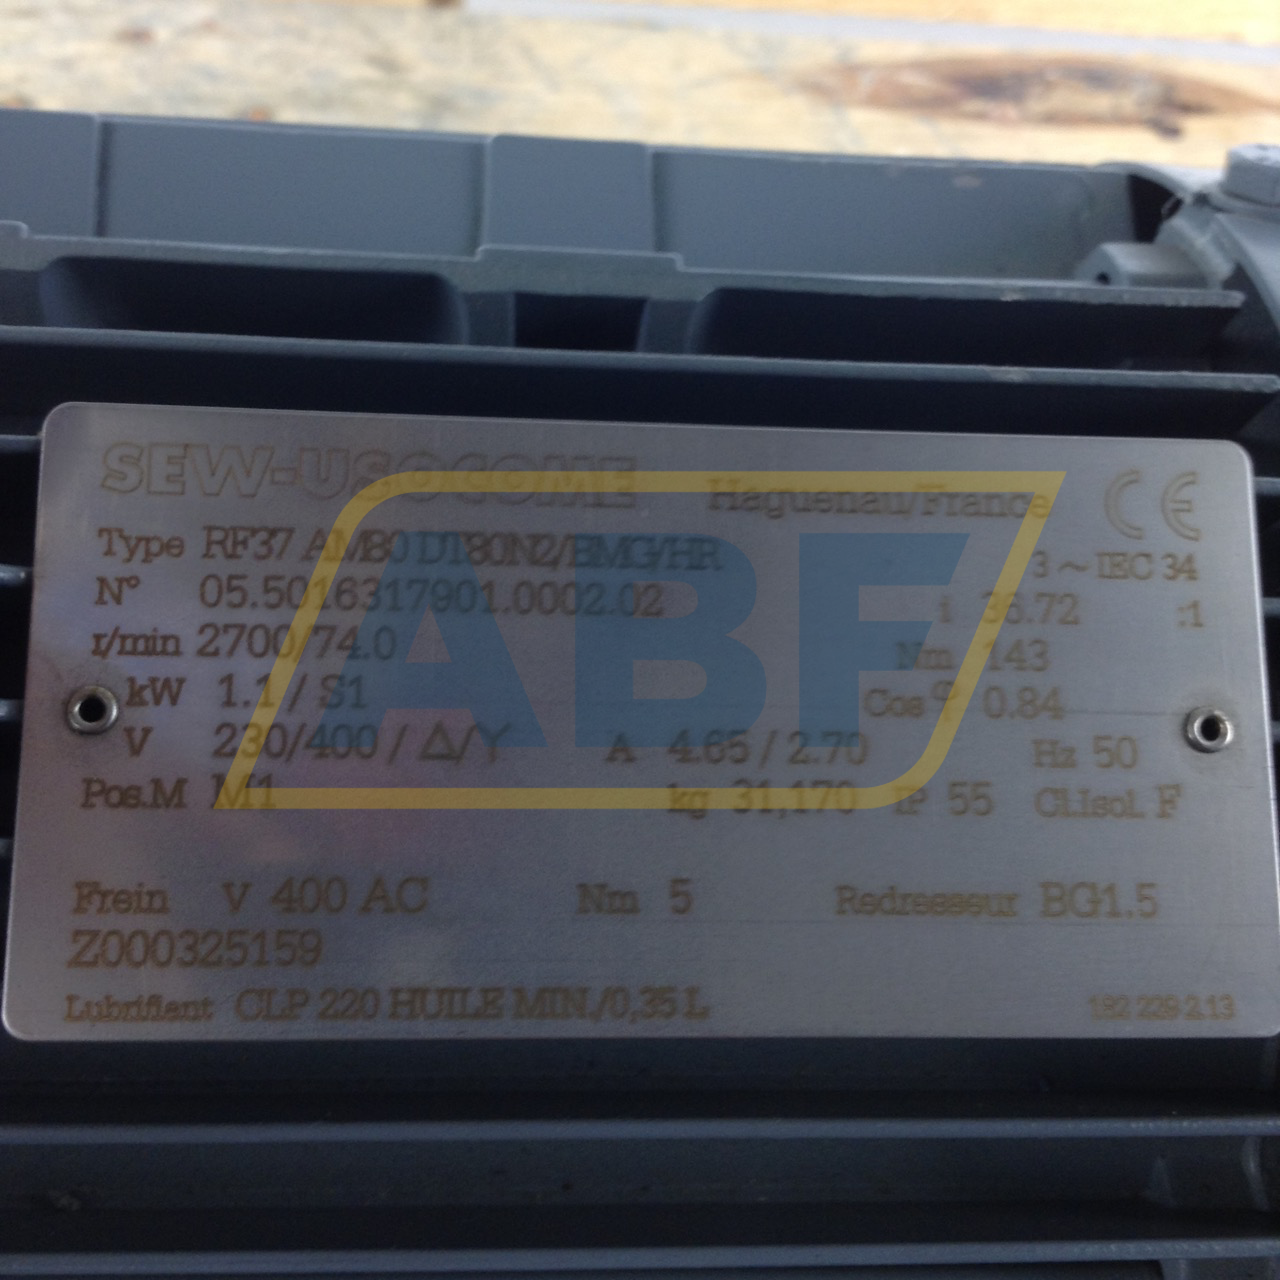 SEW-USOCOME Haguenau/France CE
Type RF37 AM80 DT80N2/BMG/HR 3 ~ IEC 34
N° 05.5016317901.0002.02 i 36.72 :1
r/min 2700/74.0 Nm 143
kW 1.1 / S1 Cos φ 0.84
V 230/400 / Δ/Y A 4.65 / 2.70 Hz 50
Pos.M M1 kg 31,170 IP 55 Cl.Isol. F
Frein V 400 AC Nm 5 Redresseur BG1.5
Z000325159
Lubrifiant CLP 220 HUILE MIN./0,35 L 182 229 2.13
ABF